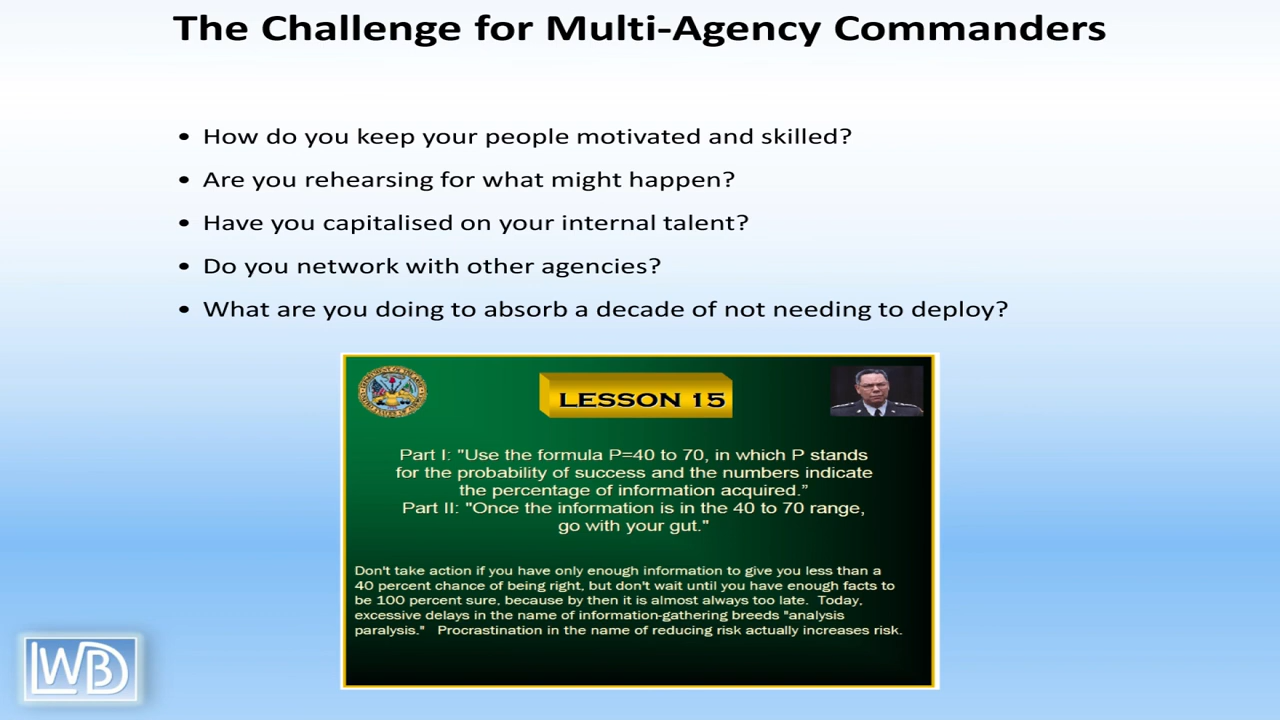 The Challenge for Multi-Agency Commanders
• How do you keep your people motivated and skilled?
• Are you rehearsing for what might happen?
• Have you capitalised on your internal talent?
• Do you network with other agencies?
• What are you doing to absorb a decade of not needing to deploy?
LESSON 15
Part I: "Use the formula P=40 to 70, in which P stands
for the probability of success and the numbers indicate
the percentage of information acquired.”
Part II: "Once the information is in the 40 to 70 range,
go with your gut."
Don't take action if you have only enough information to give you less than a
40 percent chance of being right, but don't wait until you have enough facts to
be 100 percent sure, because by then it is almost always too late. Today,
excessive delays in the name of information-gathering breeds "analysis
paralysis." Procrastination in the name of reducing risk actually increases risk.
LWBD